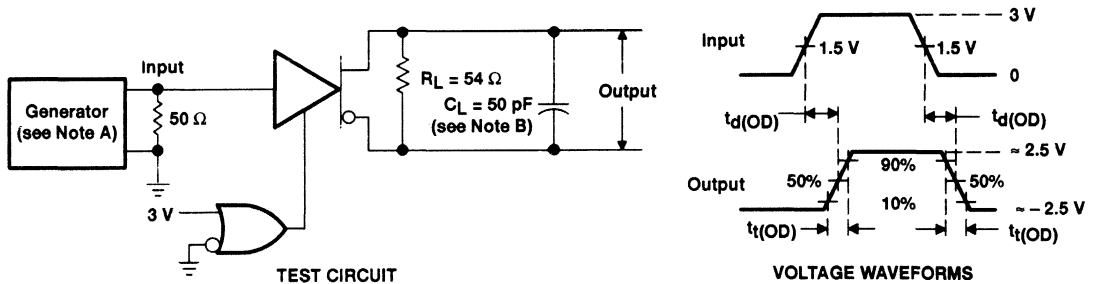 Generator
(see Note A)
Input
50 Ω
3 V
R_L = 54 Ω
C_L = 50 pF
(see Note B)
Output
TEST CIRCUIT
Input
3 V
1.5 V
1.5 V
0
t_d(OD)
t_d(OD)
Output
≈ 2.5 V
90%
50%
50%
10%
≈ – 2.5 V
t_t(OD)
t_t(OD)
VOLTAGE WAVEFORMS